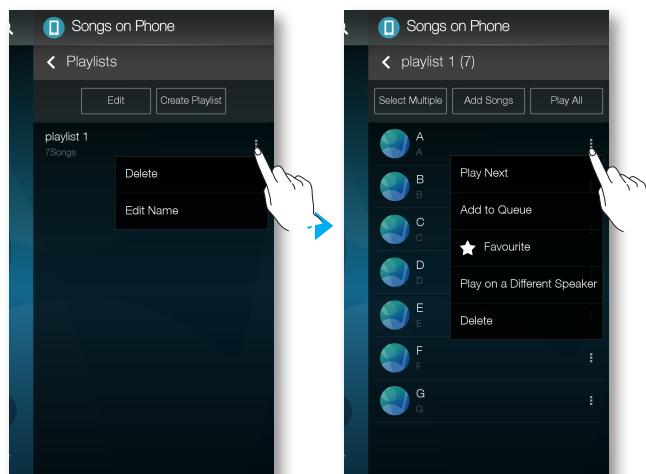 Songs on Phone
Playlists
Edit Create Playlist
playlist 1
7Songs
Delete
Edit Name
Songs on Phone
playlist 1 (7)
Select Multiple Add Songs Play All
A
A
B
B
C
C
D
D
E
E
F
F
G
G
Play Next
Add to Queue
Favourite
Play on a Different Speaker
Delete